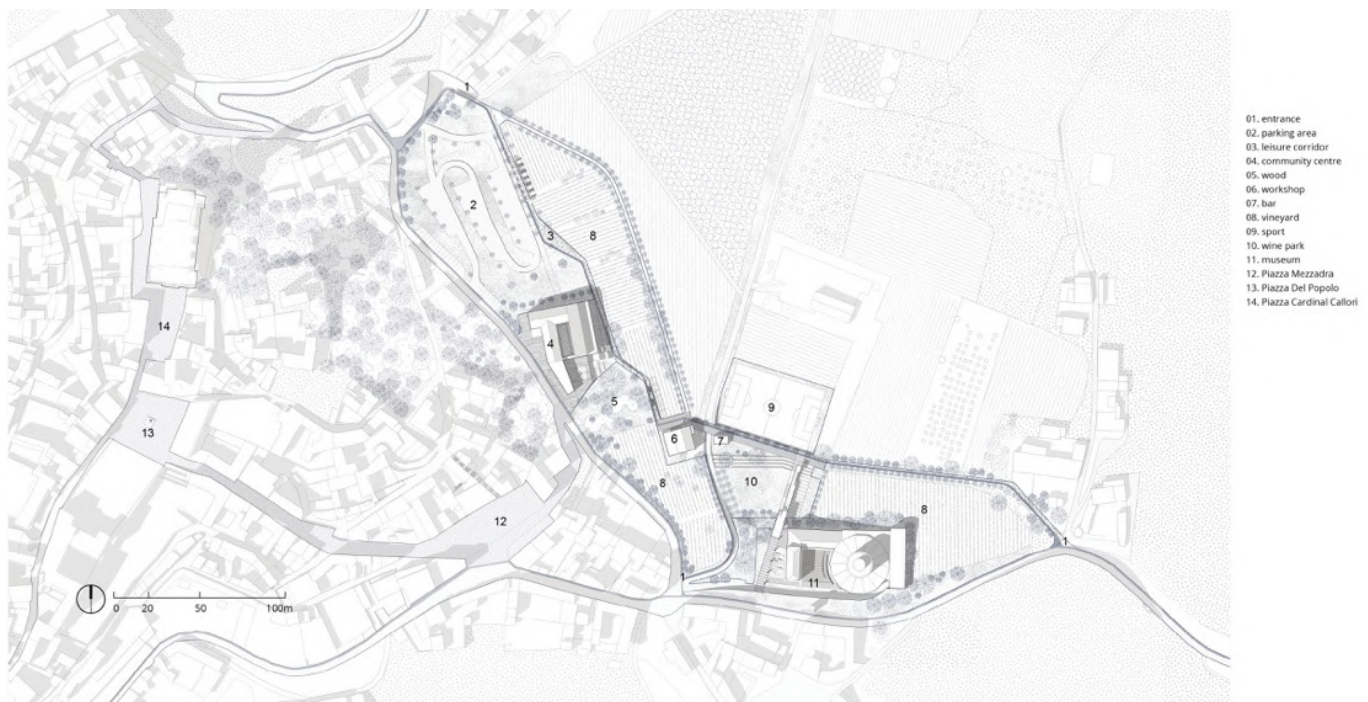 1
2
3
8
14
4
5
9
13
6
7
10
8
8
12
1
1
11
0 20 50 100m
01. entrance
02. parking area
03. leisure corridor
04. community centre
05. wood
06. workshop
07. bar
08. vineyard
09. sport
10. wine park
11. museum
12. Piazza Mezzadra
13. Piazza Del Popolo
14. Piazza Cardinal Callori